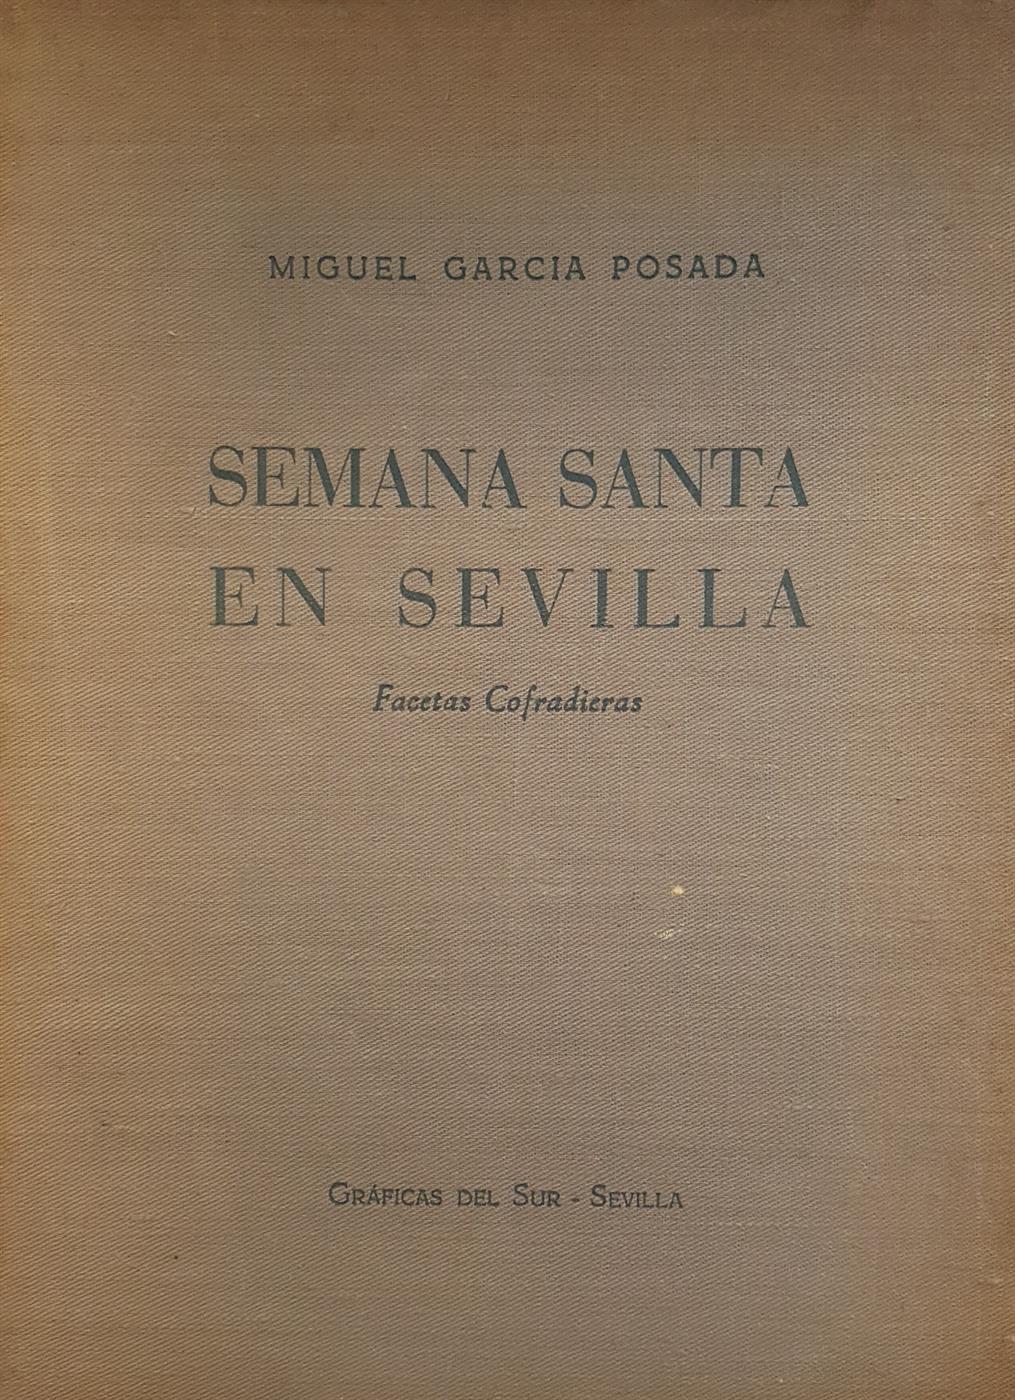 MIGUEL GARCIA POSADA
SEMANA SANTA
EN SEVILLA
Facetas Cofradieras
GRÁFICAS DEL SUR - SEVILLA